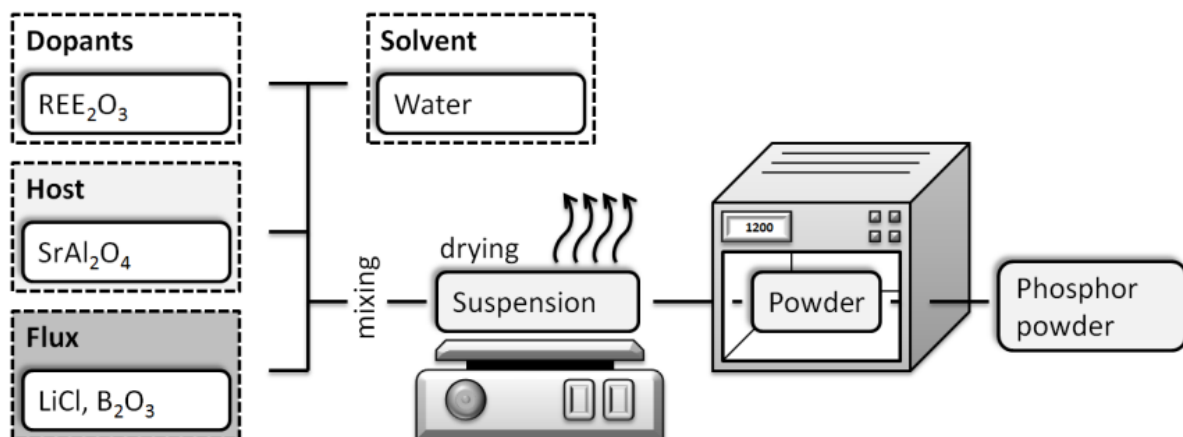 Dopants
REE₂O₃
Solvent
Water
Host
SrAl₂O₄
Flux
LiCl, B₂O₃
mixing
drying
Suspension
1200
Powder
Phosphor
powder